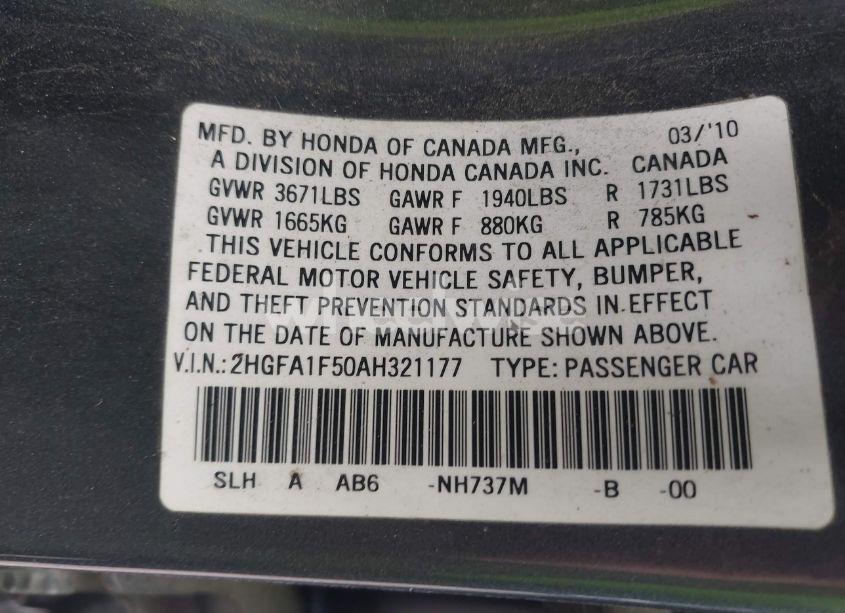 MFD. BY HONDA OF CANADA MFG., 03/'10
A DIVISION OF HONDA CANADA INC. CANADA
GVWR 3671LBS GAWR F 1940LBS R 1731LBS
GVWR 1665KG GAWR F 880KG R 785KG
THIS VEHICLE CONFORMS TO ALL APPLICABLE
FEDERAL MOTOR VEHICLE SAFETY, BUMPER,
AND THEFT PREVENTION STANDARDS IN EFFECT
ON THE DATE OF MANUFACTURE SHOWN ABOVE.
V.I.N.: 2HGFA1F50AH321177 TYPE: PASSENGER CAR
SLH A AB6 -NH737M -B -00